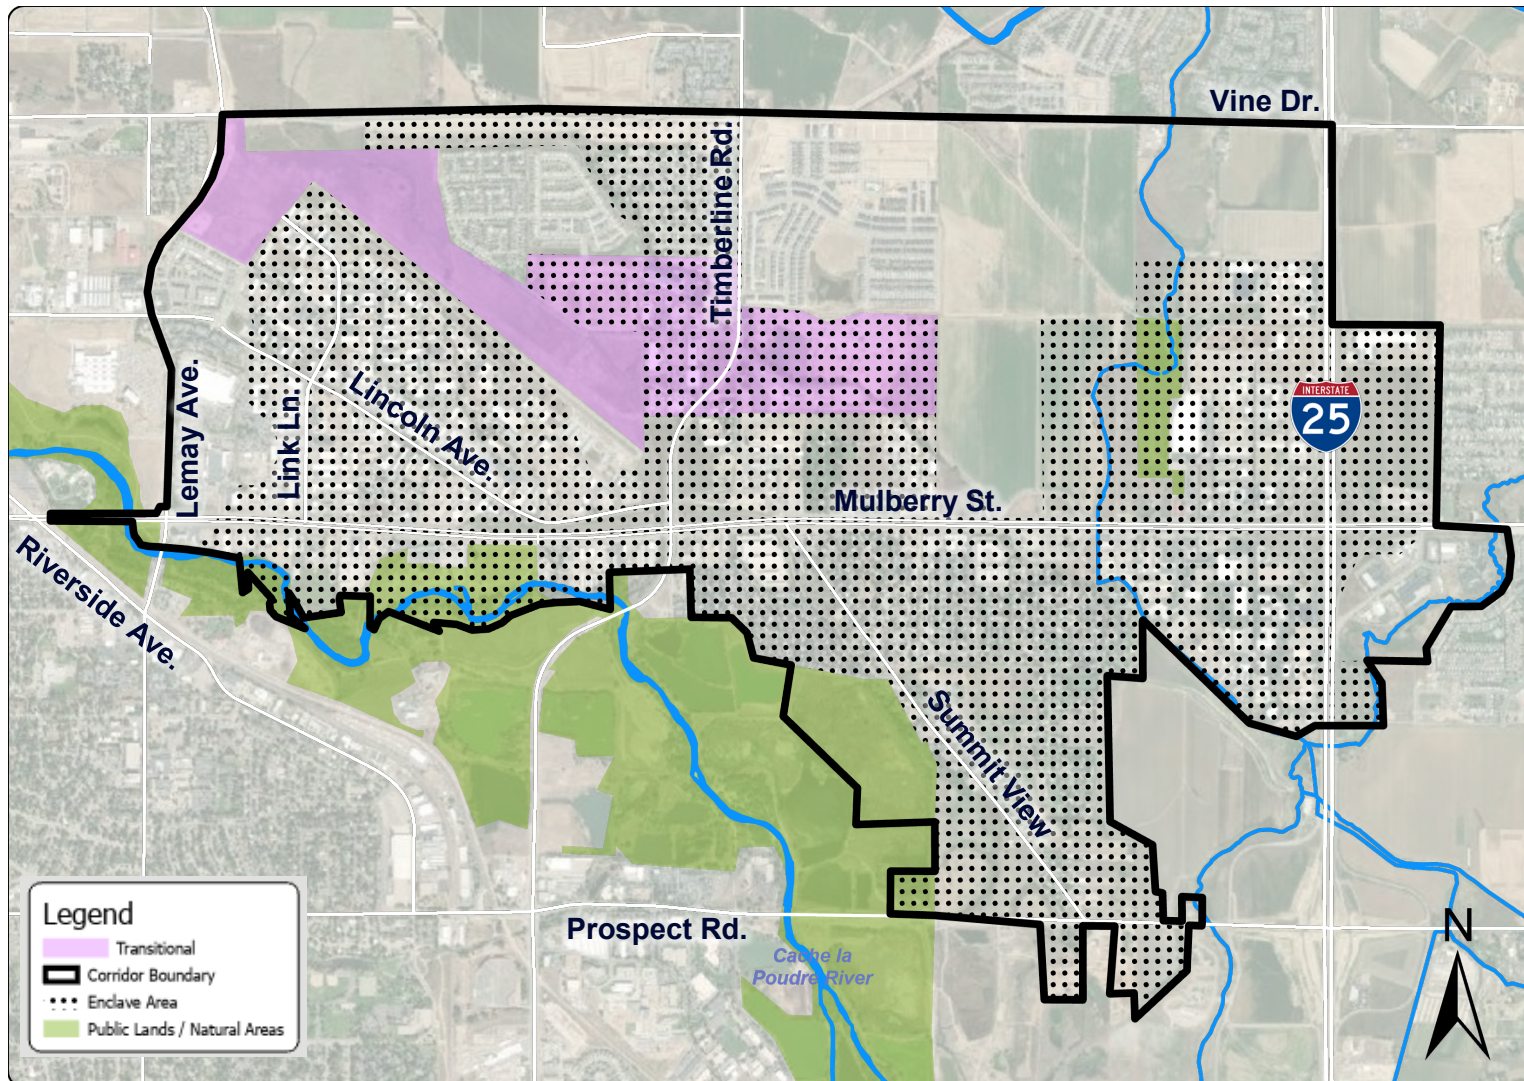 Vine Dr.
Timberline Rd.
INTERSTATE
25
Lemay Ave.
Link Ln.
Lincoln Ave.
Mulberry St.
Riverside Ave.
Summit View
Prospect Rd.
Cache la
Poudre River
N
Legend
Transitional
Corridor Boundary
Enclave Area
Public Lands / Natural Areas